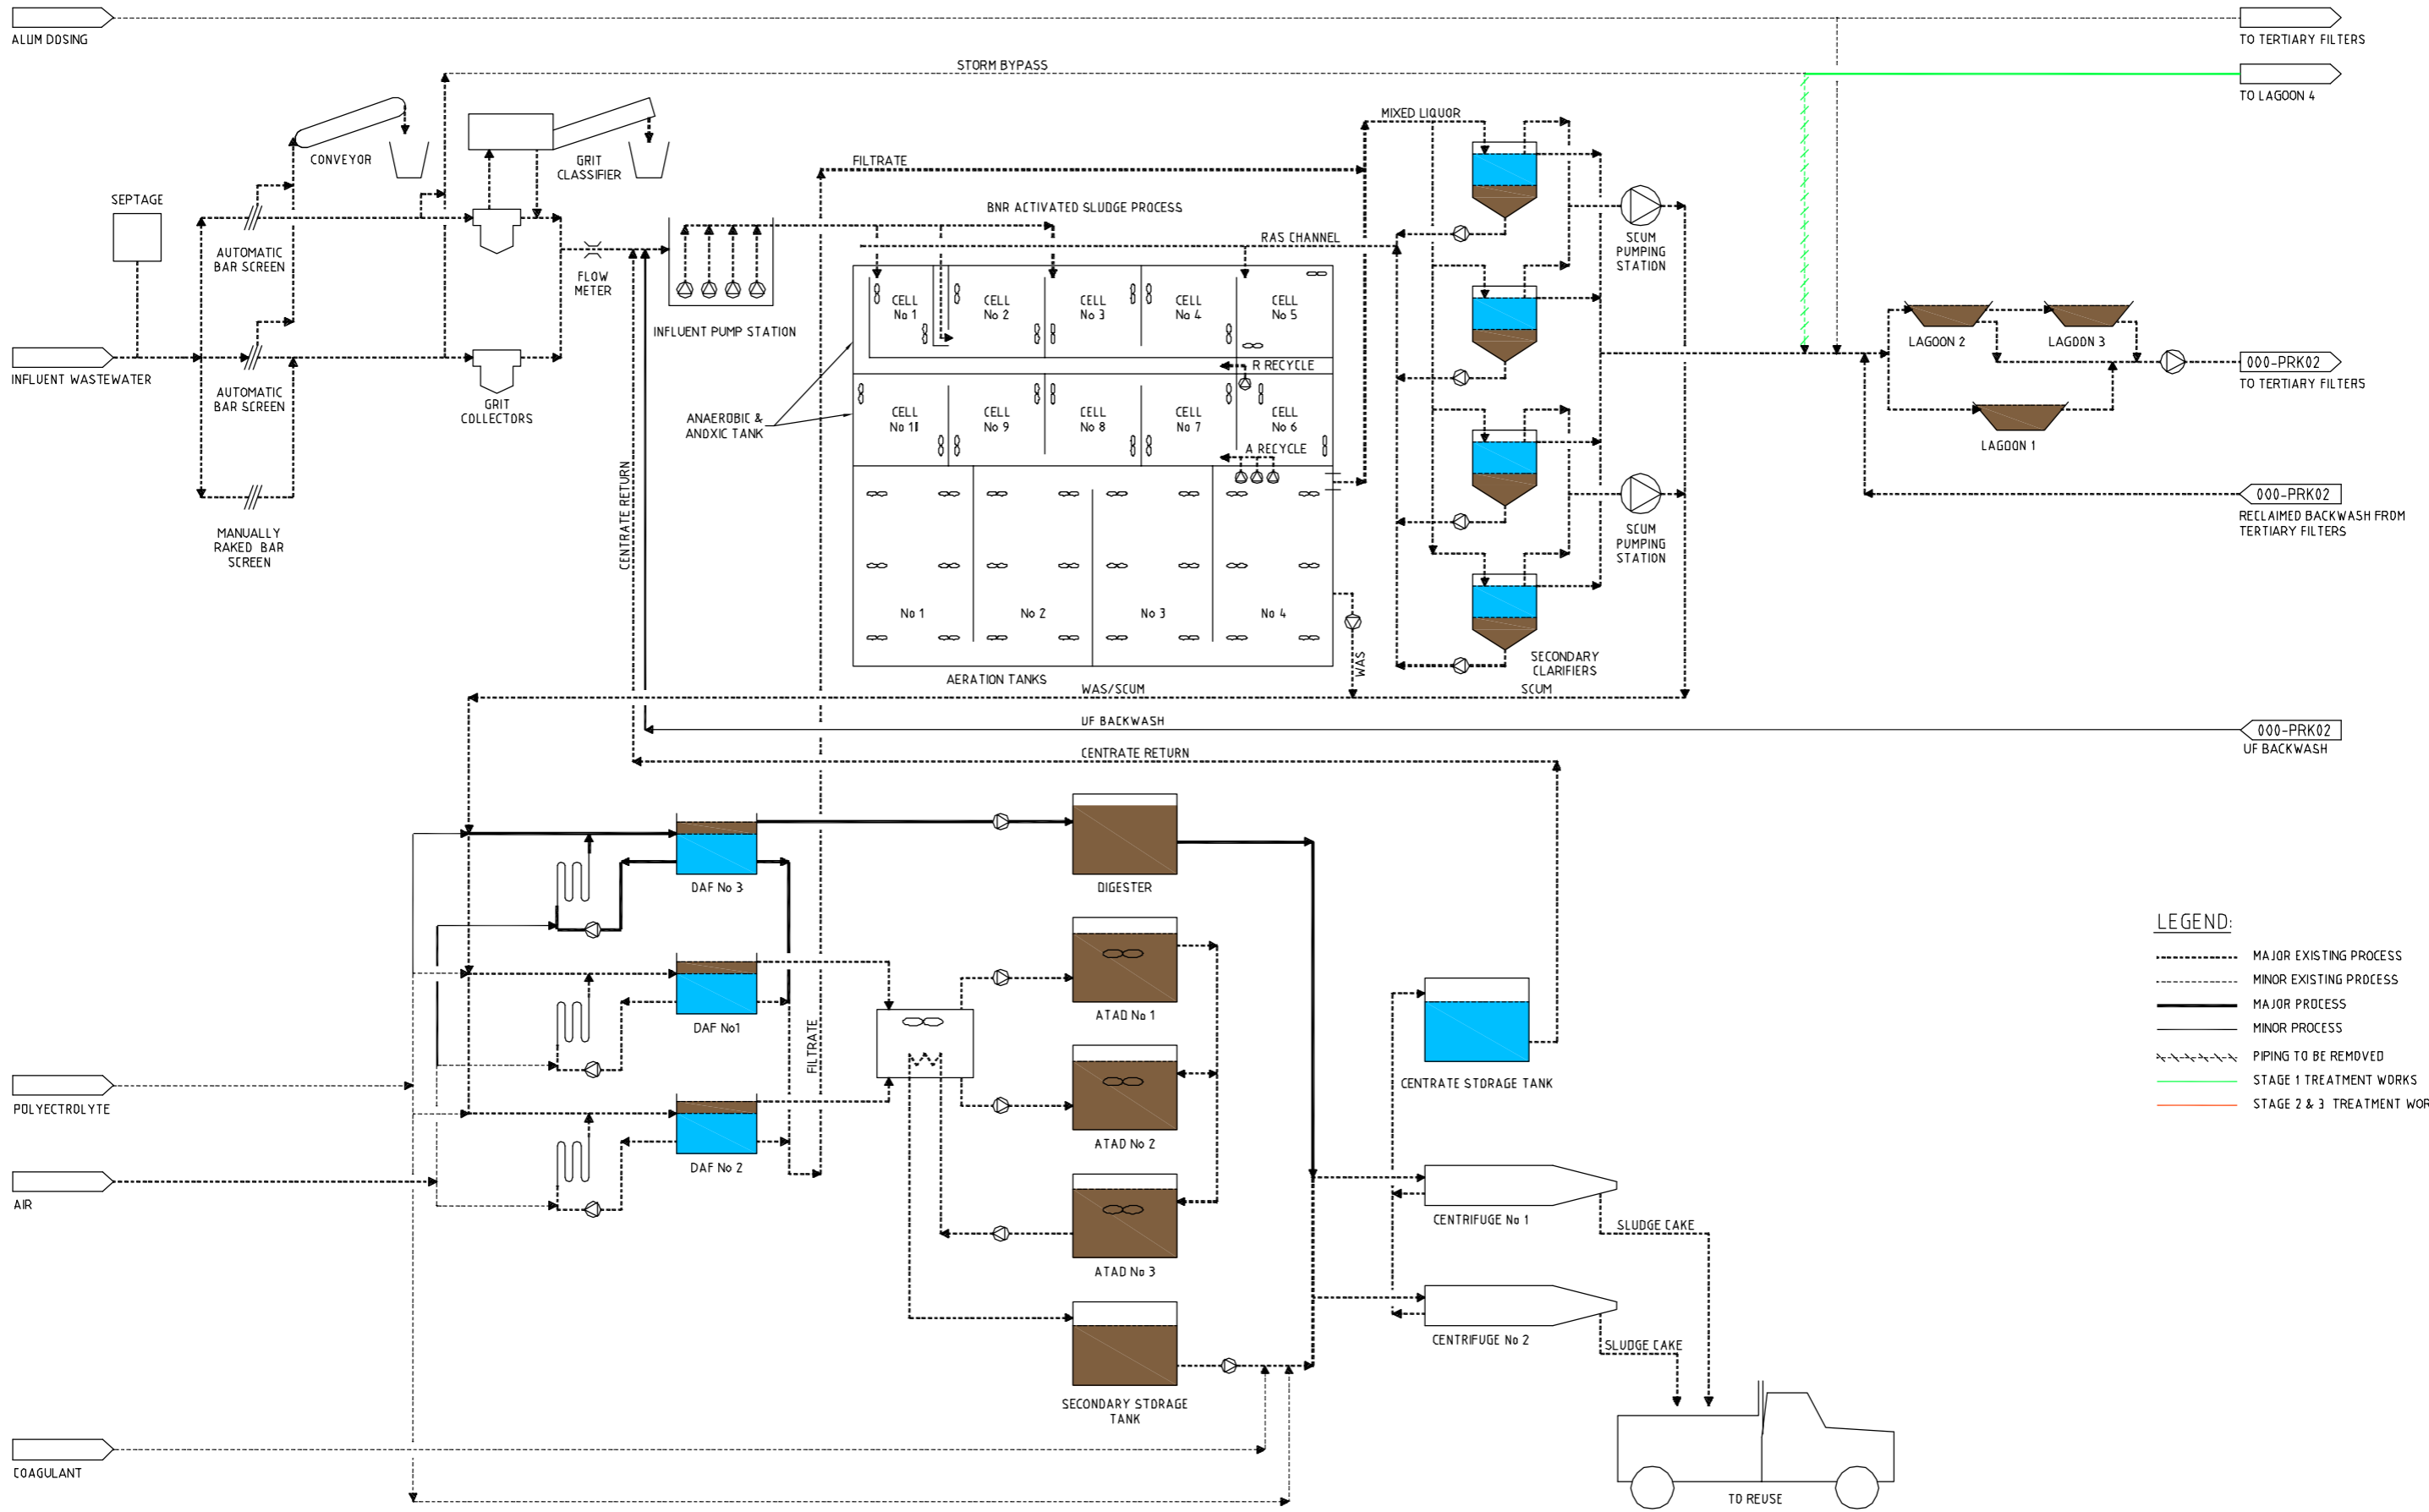 ALUM DOSING
TO TERTIARY FILTERS
STORM BYPASS
TO LAGOON 4
MIXED LIQUOR
CONVEYOR
GRIT
CLASSIFIER
FILTRATE
SEPTAGE
BNR ACTIVATED SLUDGE PROCESS
RAS CHANNEL
SCUM
PUMPING
STATION
AUTOMATIC
BAR SCREEN
FLOW
METER
CELL
No 1
CELL
No 2
CELL
No 3
CELL
No 4
CELL
No 5
INFLUENT PUMP STATION
LAGOON 2
LAGOON 3
INFLUENT WASTEWATER
000-PRK02
TO TERTIARY FILTERS
R RECYCLE
AUTOMATIC
BAR SCREEN
GRIT
COLLECTORS
ANAEROBIC &
ANOXIC TANK
CELL
CELL
No 9
CELL
No 8
CELL
No 7
CELL
No 6
A RECYCLE
LAGOON 1
000-PRK02
RECLAIMED BACKWASH FROM
TERTIARY FILTERS
CENTRATE RETURN
MANUALLY
RAKED BAR
SCREEN
SCUM
PUMPING
STATION
No 1
No 2
No 3
No 4
WAS
SECONDARY
CLARIFIERS
AERATION TANKS
WAS/SCUM
SCUM
UF BACKWASH
000-PRK02
UF BACKWASH
CENTRATE RETURN
DAF No 3
DIGESTER
LEGEND:
MAJOR EXISTING PROCESS
MINOR EXISTING PROCESS
MAJOR PROCESS
MINOR PROCESS
PIPING TO BE REMOVED
STAGE 1 TREATMENT WORKS
STAGE 2 & 3 TREATMENT WOR
DAF No1
ATAD No 1
FILTRATE
CENTRATE STORAGE TANK
POLYECTROLYTE
DAF No 2
ATAD No 2
AIR
CENTRIFUGE No 1
SLUDGE CAKE
ATAD No 3
CENTRIFUGE No 2
SLUDGE CAKE
SECONDARY STORAGE
TANK
COAGULANT
TO REUSE